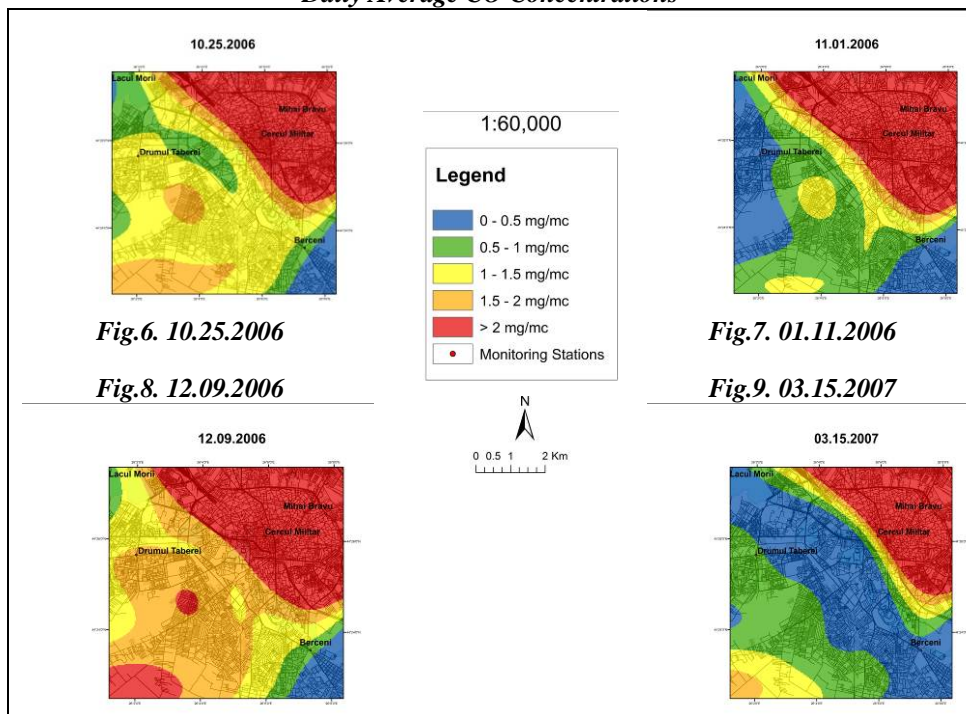 Daily Average CO Concentrations
10.25.2006
Lacul Morii
Mihai Bravu
Cercul Militar
Drumul Taberei
Berceni
11.01.2006
Lacul Morii
Mihai Bravu
Cercul Militar
Drumul Taberei
Berceni
1:60,000
Legend
0 - 0.5 mg/mc
0.5 - 1 mg/mc
1 - 1.5 mg/mc
1.5 - 2 mg/mc
> 2 mg/mc
Monitoring Stations
Fig.6. 10.25.2006
Fig.7. 01.11.2006
Fig.8. 12.09.2006
Fig.9. 03.15.2007
N
0 0.5 1 2 Km
12.09.2006
Lacul Morii
Mihai Bravu
Cercul Militar
Drumul Taberei
Berceni
03.15.2007
Lacul Morii
Mihai Bravu
Cercul Militar
Drumul Taberei
Berceni